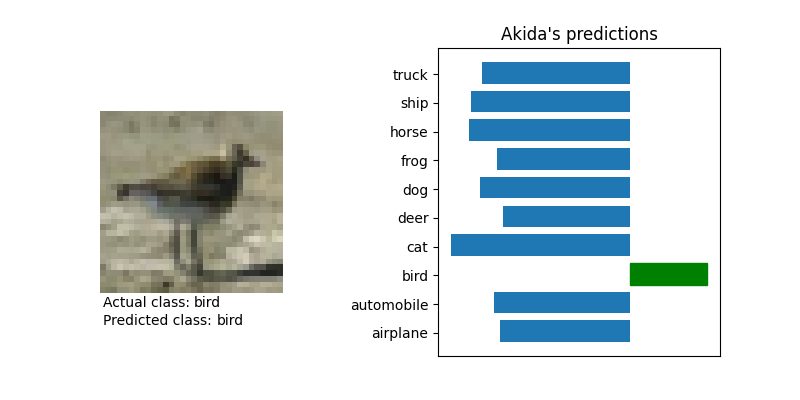 Akida's predictions
truck
ship
horse
frog
dog
deer
cat
bird
automobile
airplane
Actual class: bird
Predicted class: bird